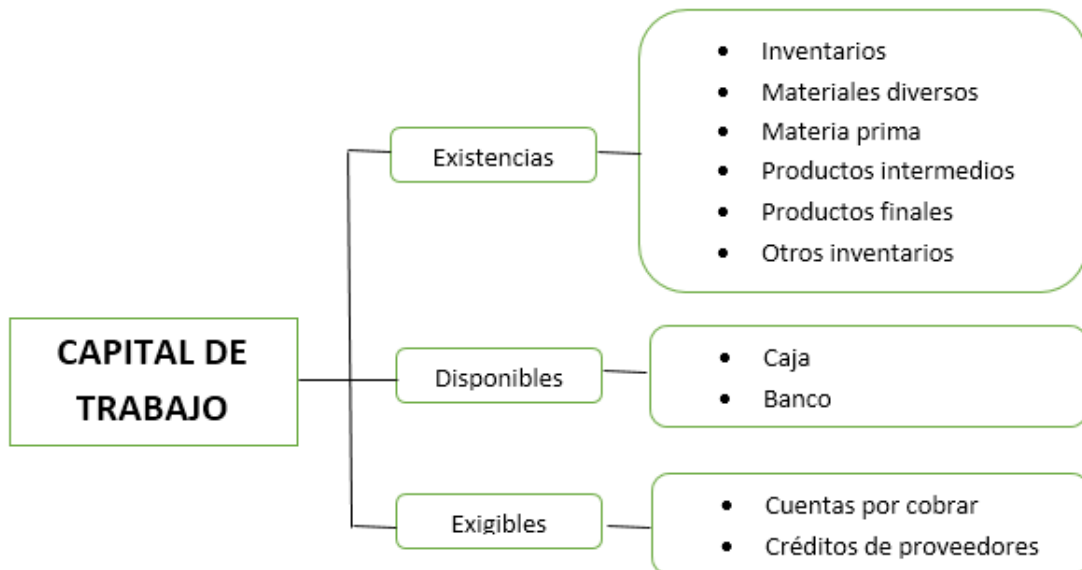 CAPITAL DE
TRABAJO
Existencias
• Inventarios
• Materiales diversos
• Materia prima
• Productos intermedios
• Productos finales
• Otros inventarios
Disponibles
• Caja
• Banco
Exigibles
• Cuentas por cobrar
• Créditos de proveedores